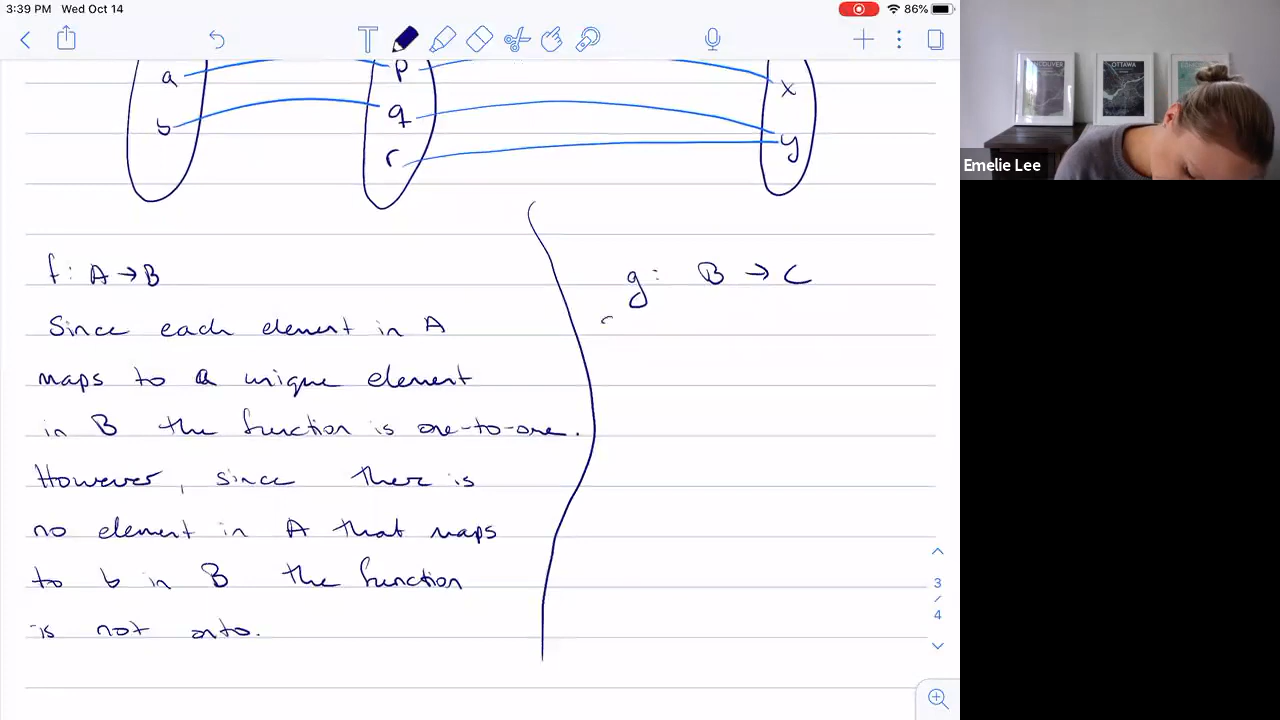 3:39 PM Wed Oct 14
86%
T
a
p
x
b
q
y
r
VANCOUVER
OTTAWA
Emelie Lee
f: A → B
g: B → C
Since each element in A
maps to a unique element
in B the function is one-to-one.
However, since there is
no element in A that maps
to b in B the function
is not onto.
3
/
4